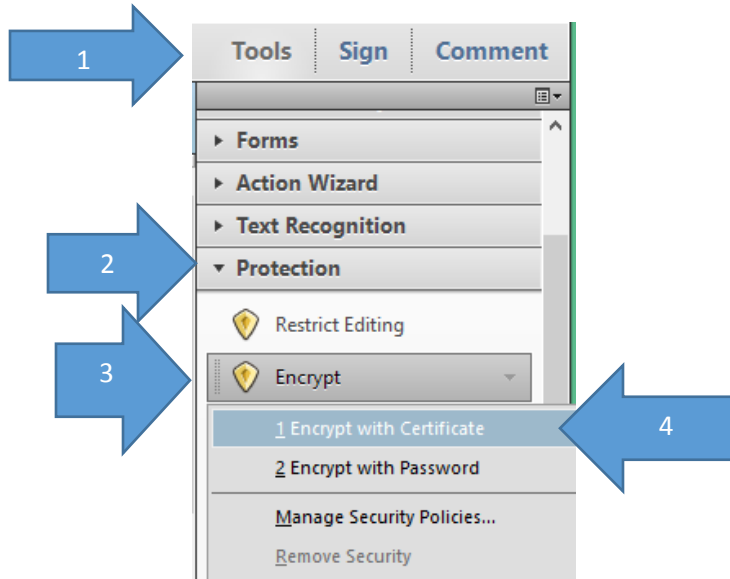 1
Tools Sign Comment
Forms
Action Wizard
Text Recognition
2
Protection
Restrict Editing
3
Encrypt
1 Encrypt with Certificate
4
2 Encrypt with Password
Manage Security Policies...
Remove Security